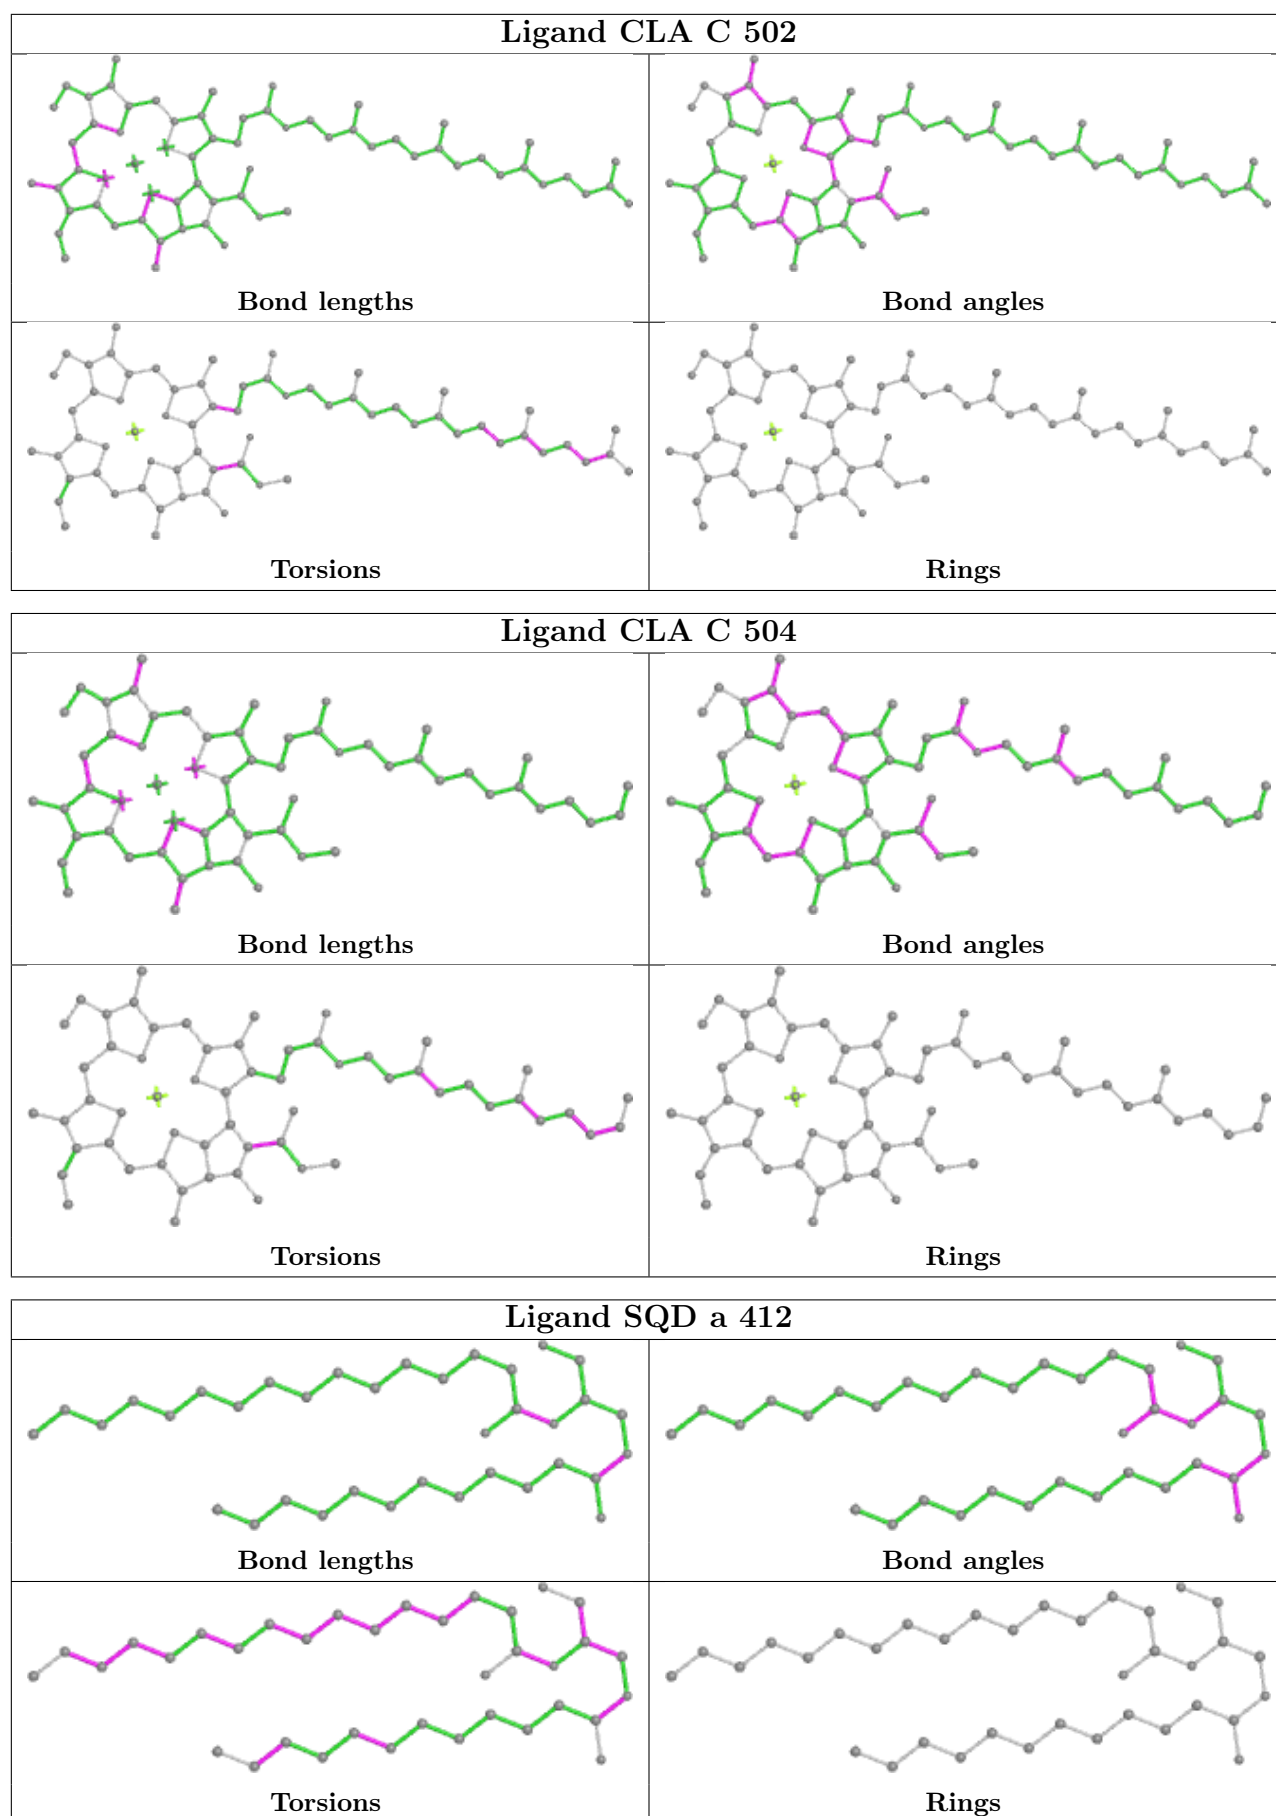 Ligand CLA C 502
Bond lengths
Bond angles
Torsions
Rings
Ligand CLA C 504
Bond lengths
Bond angles
Torsions
Rings
Ligand SQD a 412
Bond lengths
Bond angles
Torsions
Rings